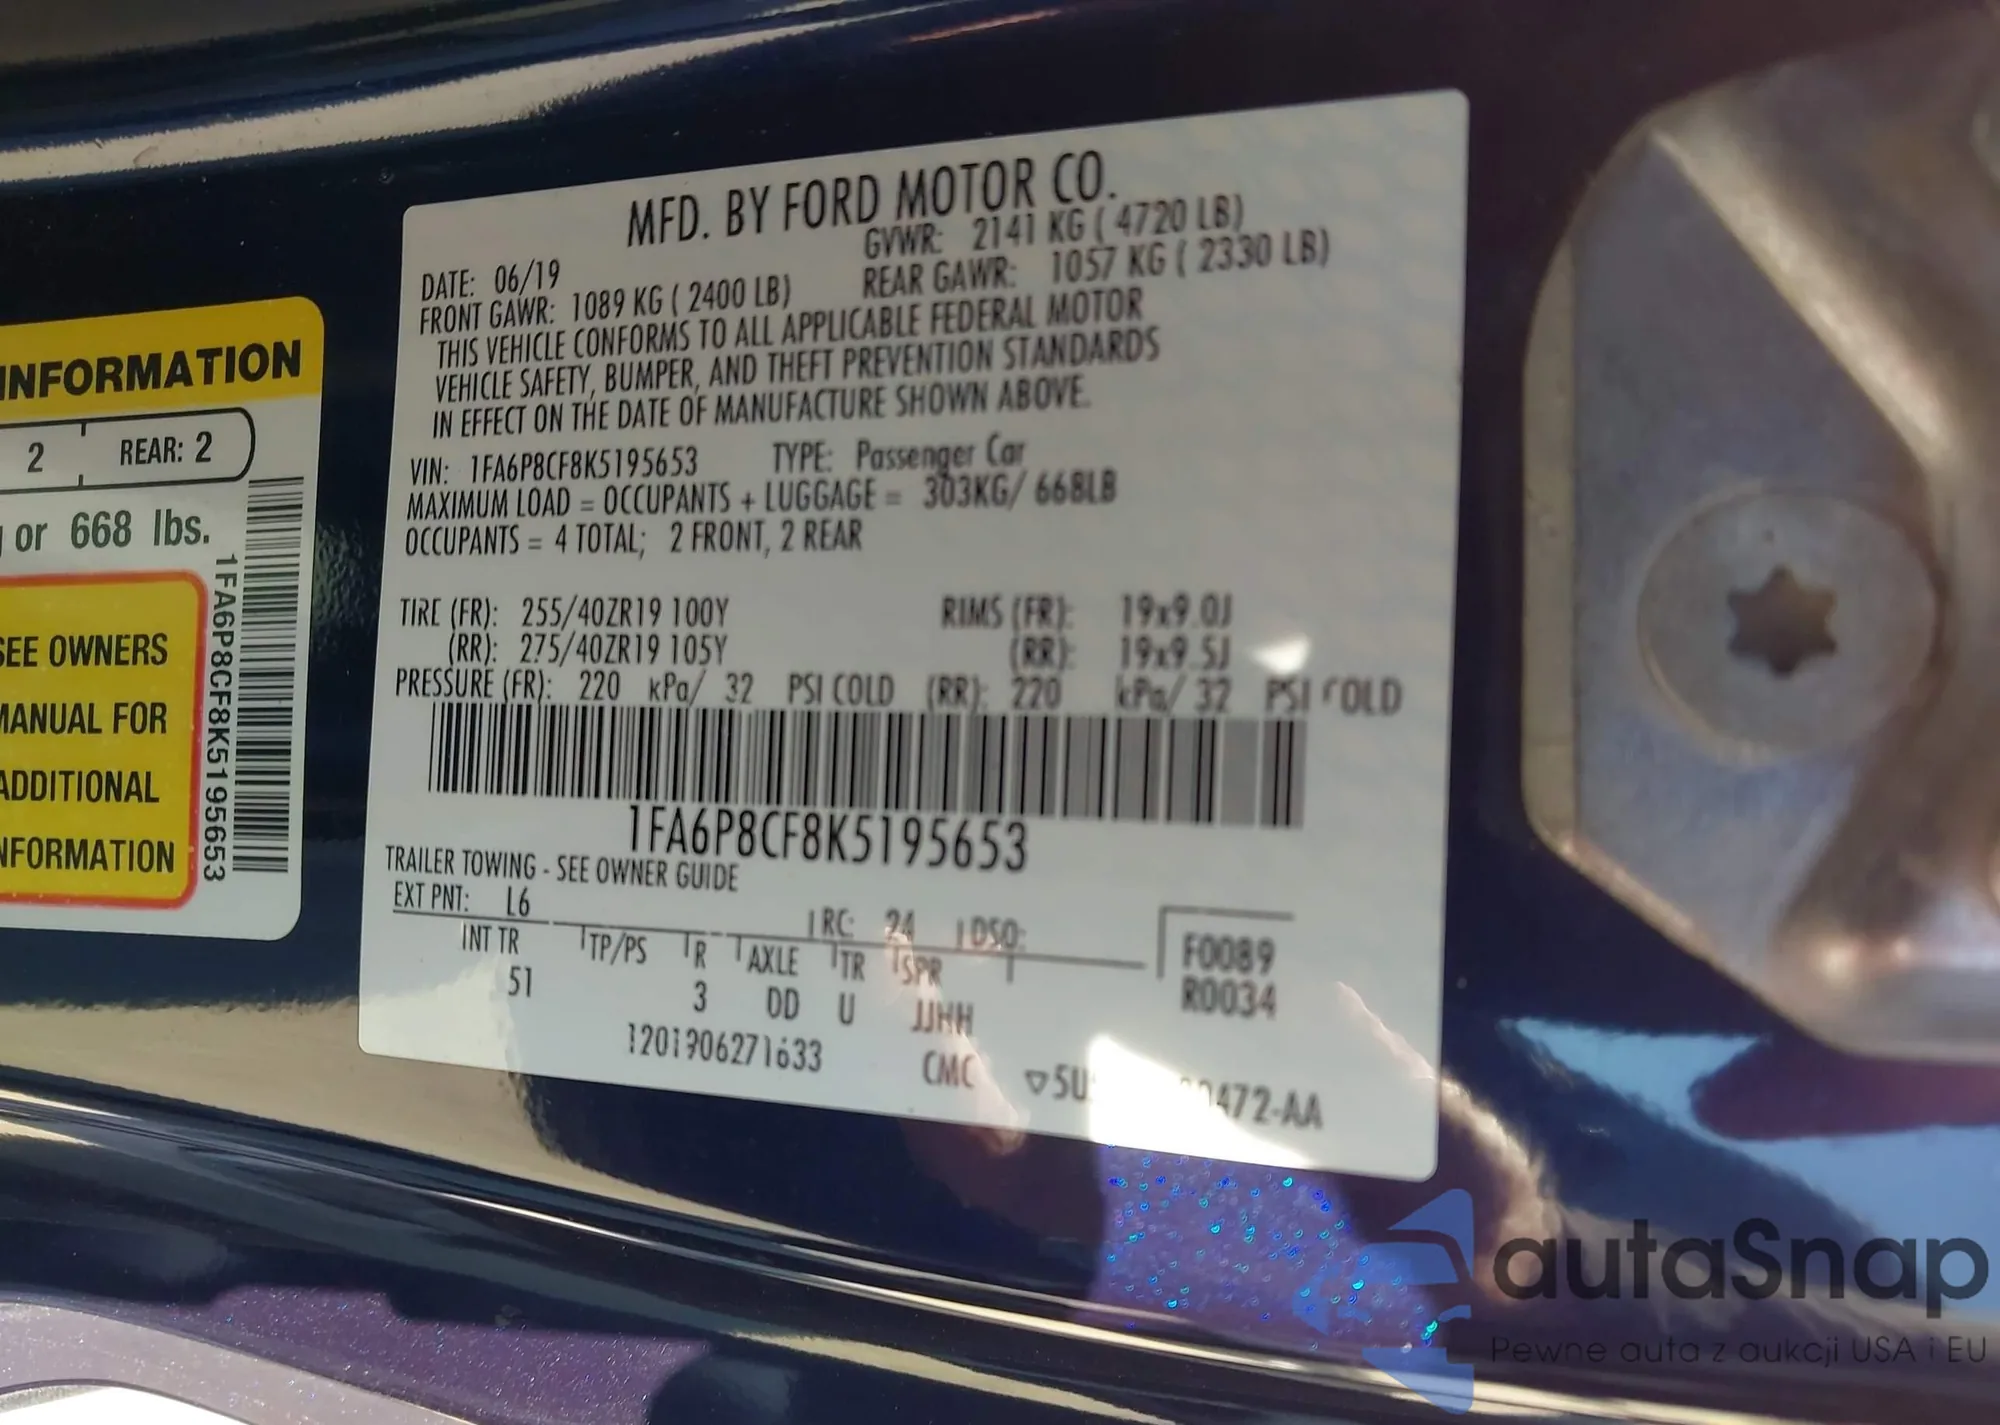 MFD. BY FORD MOTOR CO.
DATE: 06/19 GVWR: 2141 KG ( 4720 LB)
FRONT GAWR: 1089 KG ( 2400 LB) REAR GAWR: 1057 KG ( 2330 LB)
THIS VEHICLE CONFORMS TO ALL APPLICABLE FEDERAL MOTOR
VEHICLE SAFETY, BUMPER, AND THEFT PREVENTION STANDARDS
IN EFFECT ON THE DATE OF MANUFACTURE SHOWN ABOVE.
VIN: 1FA6P8CF8K5195653 TYPE: Passenger Car
MAXIMUM LOAD = OCCUPANTS + LUGGAGE = 303KG/ 668LB
OCCUPANTS = 4 TOTAL; 2 FRONT, 2 REAR
TIRE (FR): 255/40ZR19 100Y RIMS (FR): 19x9.0J
(RR): 275/40ZR19 105Y (RR): 19x9.5J
PRESSURE (FR): 220 kPa/ 32 PSI COLD (RR): 220 kPa/ 32 PSI COLD
1FA6P8CF8K5195653
TRAILER TOWING - SEE OWNER GUIDE
EXT PNT: L6 RC: 24 DSO:
INT TR TP/PS R AXLE TR SPR
51 3 DD U JJHH
F0089
R0034
1201906271633 CMC
INFORMATION
2 REAR: 2
or 668 lbs.
SEE OWNERS
MANUAL FOR
ADDITIONAL
INFORMATION
1FA6P8CF8K5195653
autaSnap
Pewne auta z aukcji USA i EU